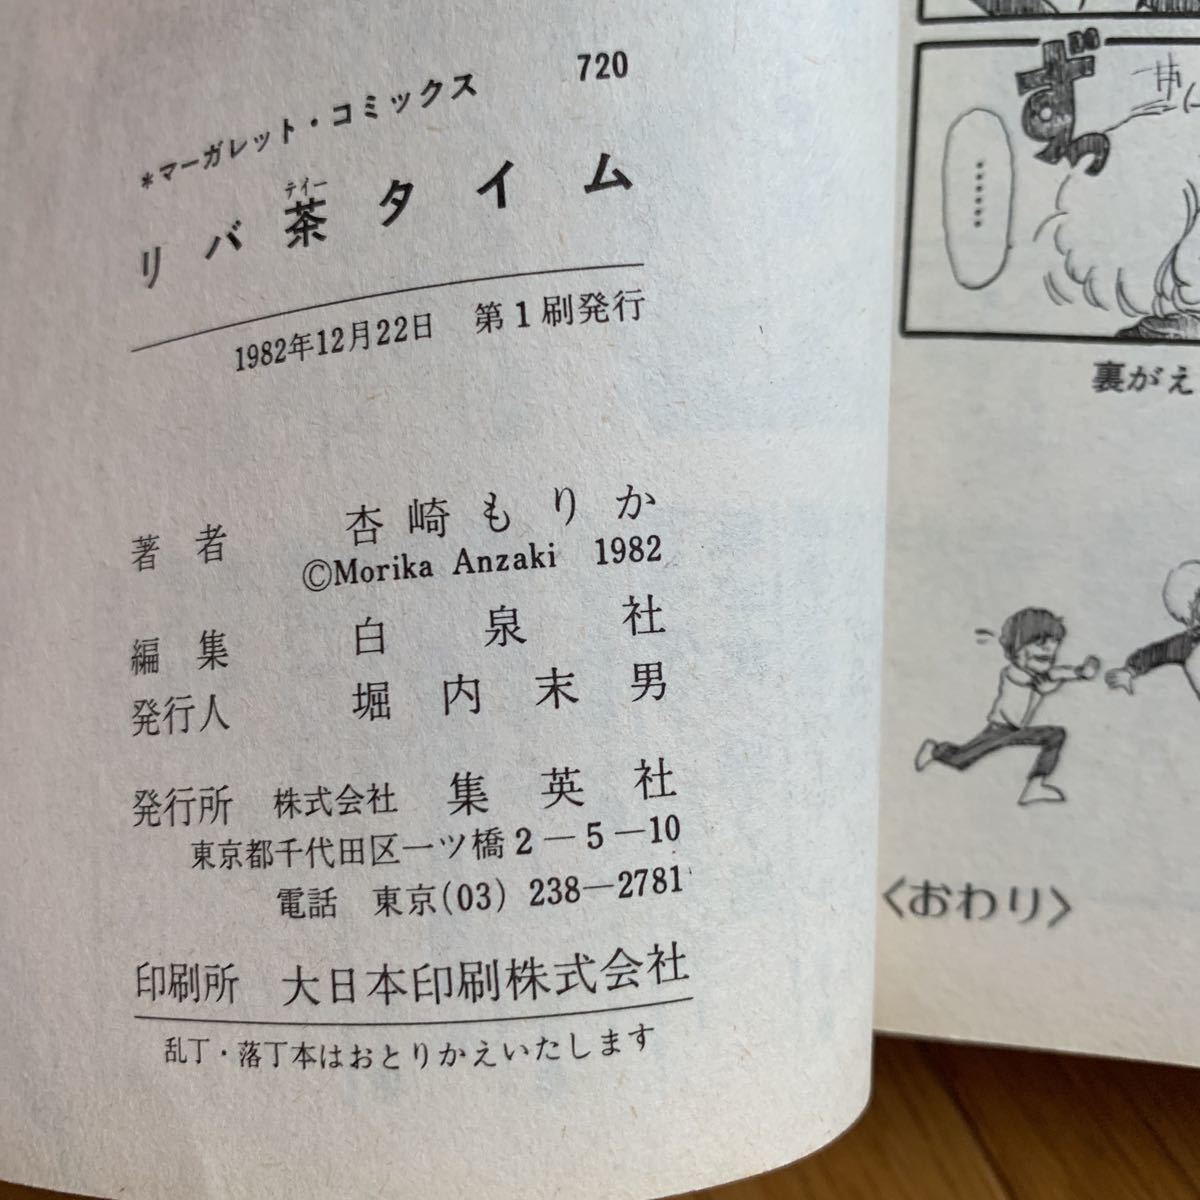 *マーガレット・コミックス 720
リバ茶タイム
ティー
1982年12月22日 第1刷発行
著者 杏崎もりか
©Morika Anzaki 1982
編集 白泉社
発行人 堀内末男
発行所 株式会社 集英社
東京都千代田区一ツ橋2-5-10
電話 東京(03) 238-2781
印刷所 大日本印刷株式会社
乱丁・落丁本はおとりかえいたします
……
裏がえ
〈おわり〉